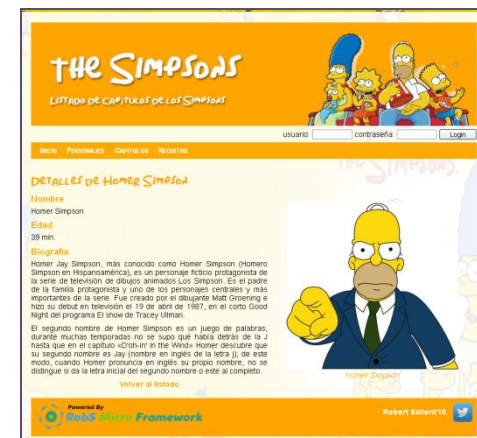 The Simpsons
Listado de capitulos de los Simpsons
usuario: contraseña: Login
Inicio Personajes Capítulos Registro
Detalles de Homer Simpson
Nombre
Homer Simpson
Edad
39 min.
Biografia
Homer Jay Simpson, más conocido como Homer Simpson (Homero
Simpson en Hispanoamérica), es un personaje ficticio protagonista de
la serie de televisión de dibujos animados Los Simpson. Es el padre
de la familia protagonista y uno de los personajes centrales y más
importantes de la serie. Fue creado por el dibujante Matt Groening e
hizo su debut en televisión el 19 de abril de 1987, en el corto Good
Night del programa El show de Tracey Ullman.
El segundo nombre de Homer Simpson es un juego de palabras;
durante muchas temporadas no se supo qué había detrás de la J
hasta que en el capítulo «D'oh-in' in the Wind» Homer descubre que
su segundo nombre es Jay (nombre en inglés de la letra j); de este
modo, cuando Homer pronuncia en inglés su propio nombre, no se
distingue si da la letra inicial del segundo nombre o este al completo.
Homer Simpson
Volver al listado
Powered By
RobS Micro Framework
Robert Sallent'16